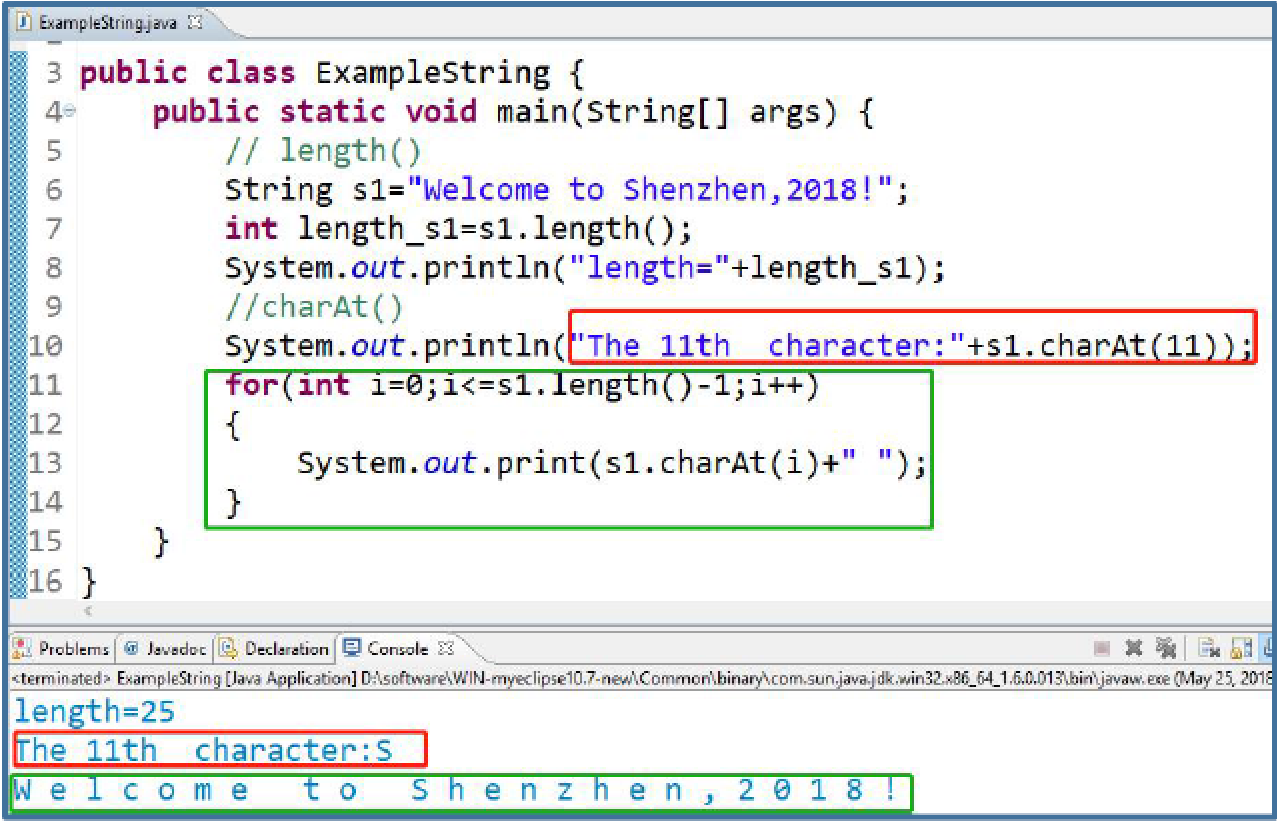 ExampleString.java
3 public class ExampleString {
4 public static void main(String[] args) {
5 // length()
6 String s1="Welcome to Shenzhen,2018!";
7 int length_s1=s1.length();
8 System.out.println("length="+length_s1);
9 //charAt()
10 System.out.println("The 11th  character:"+s1.charAt(11));
11 for(int i=0;i<=s1.length()-1;i++)
12 {
13 System.out.print(s1.charAt(i)+" ");
14 }
15 }
16 }
Problems @ Javadoc Declaration Console
<terminated> ExampleString [Java Application] D:\software\WIN-myeclipse10.7-new\Common\binary\com.sun.java.jdk.win32.x86_64_1.6.0.013\bin\javaw.exe (May 25, 2018
length=25
The 11th  character:S
W e l c o m e   t o   S h e n z h e n , 2 0 1 8 !